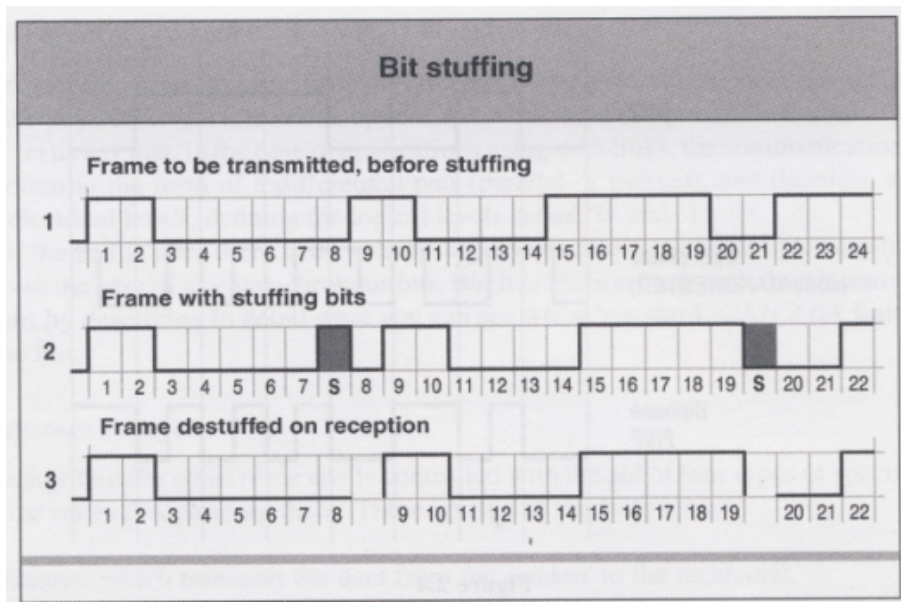 Bit stuffing
Frame to be transmitted, before stuffing
1
1 2 3 4 5 6 7 8 9 10 11 12 13 14 15 16 17 18 19 20 21 22 23 24
Frame with stuffing bits
2
1 2 3 4 5 6 7 S 8 9 10 11 12 13 14 15 16 17 18 19 S 20 21 22
Frame destuffed on reception
3
1 2 3 4 5 6 7 8 9 10 11 12 13 14 15 16 17 18 19 20 21 22